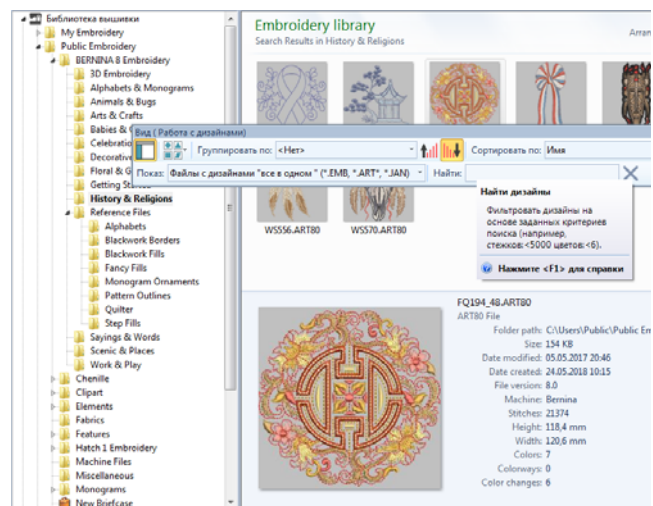 Библиотека вышивки
My Embroidery
Public Embroidery
BERNINA 8 Embroidery
3D Embroidery
Alphabets & Monograms
Animals & Bugs
Arts & Crafts
Babies &
Celebratio
Decorative
Floral & G
Getting Started
History & Religions
Reference Files
Alphabets
Blackwork Borders
Blackwork Fills
Fancy Fills
Monogram Ornaments
Pattern Outlines
Quilter
Step Fills
Sayings & Words
Scenic & Places
Work & Play
Chenille
Clipart
Elements
Fabrics
Features
Hatch 1 Embroidery
Machine Files
Miscellaneous
Monograms
New Briefcase
Embroidery library
Search Results in History & Religions
Arran
Вид ( Работа с дизайнами)
Группировать по: <Нет>
Сортировать по: Имя
Показ: Файлы с дизайнами "все в одном " (*.EMB, *.ART*, *.JAN)
Найти:
Найти дизайны
Фильтровать дизайны на
основе заданных критериев
поиска (например,
стежков:<5000 цветов:<6).
Нажмите <F1> для справки
WS556.ART80
WS570.ART80
FQ194_48.ART80
ART80 File
Folder path: C:\Users\Public\Public Em
Size: 154 KB
Date modified: 05.05.2017 20:46
Date created: 24.05.2018 10:15
File version: 8.0
Machine: Bernina
Stitches: 21374
Height: 118,4 mm
Width: 120,6 mm
Colors: 7
Colorways: 0
Color changes: 6